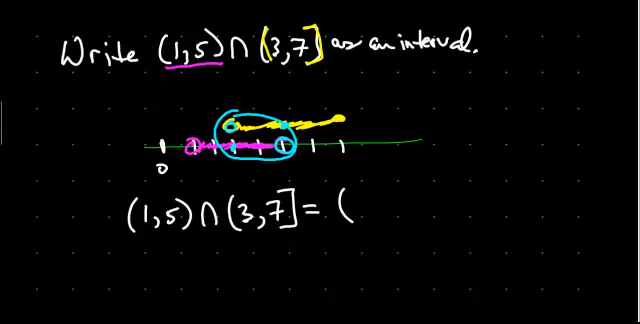 Write (1,5) ∩ (3,7] as an interval.
0
(1,5) ∩ (3,7] = (